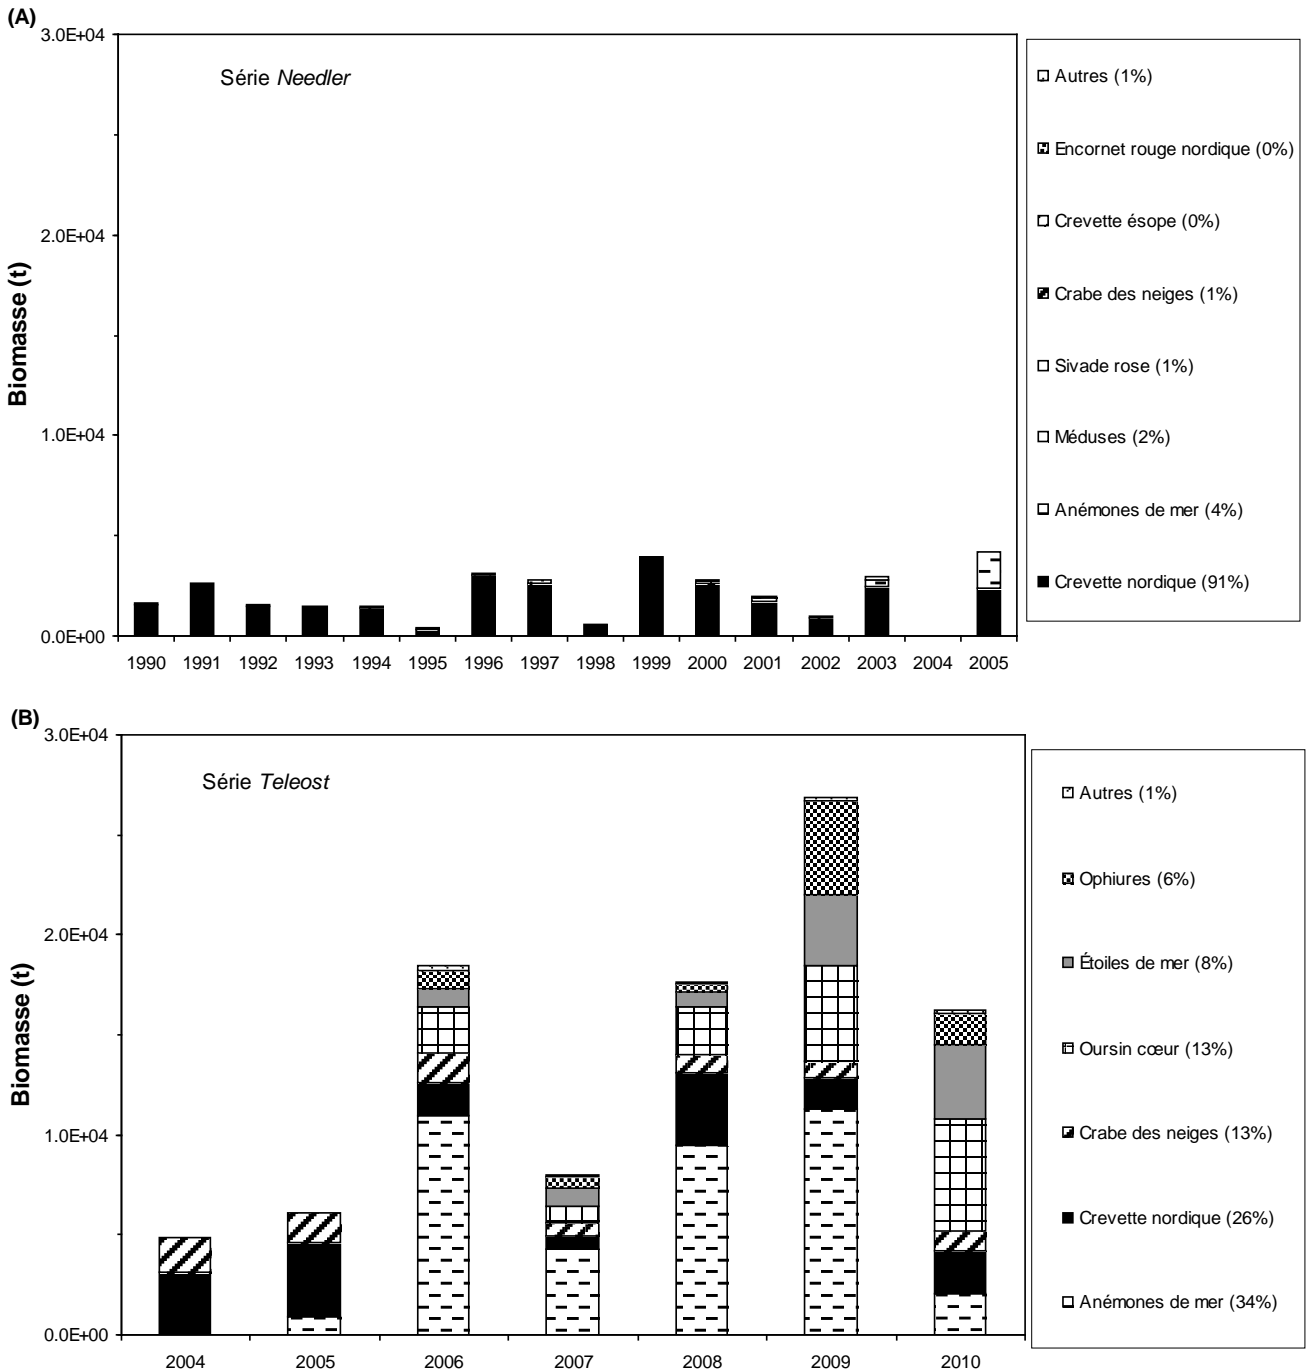 (A)
3.0E+04
2.0E+04
1.0E+04
0.0E+00
Biomasse (t)
Série Needler
1990 1991 1992 1993 1994 1995 1996 1997 1998 1999 2000 2001 2002 2003 2004 2005
Autres (1%)
Encornet rouge nordique (0%)
Crevette ésope (0%)
Crabe des neiges (1%)
Sivade rose (1%)
Méduses (2%)
Anémones de mer (4%)
Crevette nordique (91%)
(B)
3.0E+04
2.0E+04
1.0E+04
0.0E+00
Biomasse (t)
Série Teleost
2004 2005 2006 2007 2008 2009 2010
Autres (1%)
Ophiures (6%)
Étoiles de mer (8%)
Oursin cœur (13%)
Crabe des neiges (13%)
Crevette nordique (26%)
Anémones de mer (34%)